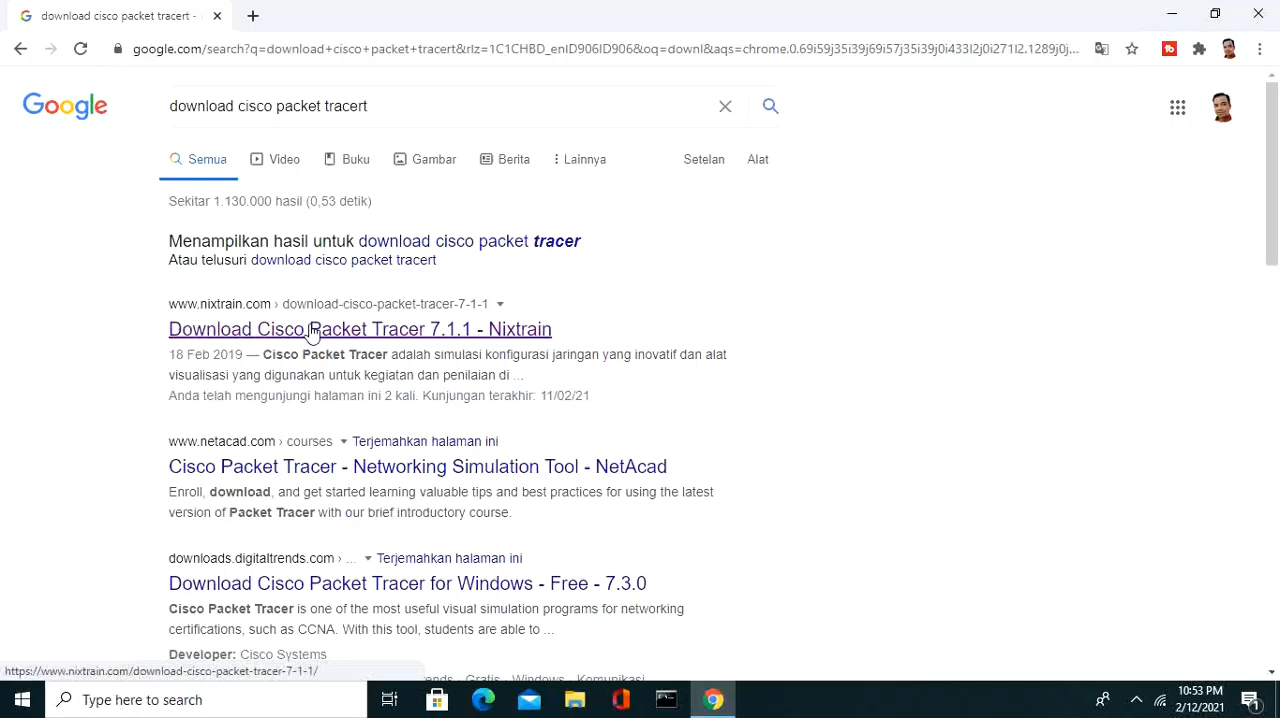 download cisco packet tracert -
google.com/search?q=download+cisco+packet+tracert&rlz=1C1CHBD_enID906ID906&oq=downl&aqs=chrome.0.69i59j35i39j69i57j35i39j0i433l2j0i271l2.1289j0j...
Google
download cisco packet tracert
Semua Video Buku Gambar Berita Lainnya Setelan Alat
Sekitar 1.130.000 hasil (0,53 detik)
Menampilkan hasil untuk download cisco packet tracer
Atau telusuri download cisco packet tracert
www.nixtrain.com › download-cisco-packet-tracer-7-1-1
Download Cisco Packet Tracer 7.1.1 - Nixtrain
18 Feb 2019 — Cisco Packet Tracer adalah simulasi konfigurasi jaringan yang inovatif dan alat
visualisasi yang digunakan untuk kegiatan dan penilaian di ...
Anda telah mengunjungi halaman ini 2 kali. Kunjungan terakhir: 11/02/21
www.netacad.com › courses Terjemahkan halaman ini
Cisco Packet Tracer - Networking Simulation Tool - NetAcad
Enroll, download, and get started learning valuable tips and best practices for using the latest
version of Packet Tracer with our brief introductory course.
downloads.digitaltrends.com › ... Terjemahkan halaman ini
Download Cisco Packet Tracer for Windows - Free - 7.3.0
Cisco Packet Tracer is one of the most useful visual simulation programs for networking
certifications, such as CCNA. With this tool, students are able to ...
Developer: Cisco Systems
https://www.nixtrain.com/download-cisco-packet-tracer-7-1-1/
Type here to search
10:53 PM
2/12/2021